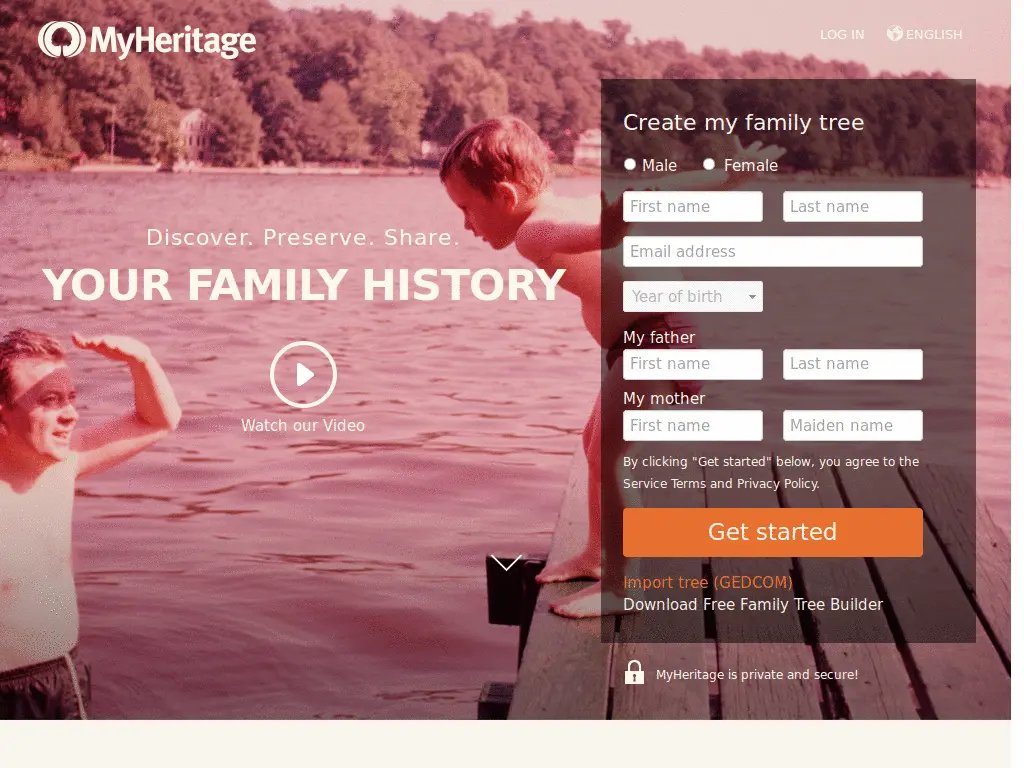 MyHeritage
LOG IN
ENGLISH
Discover. Preserve. Share.
YOUR FAMILY HISTORY
Watch our Video
Create my family tree
Male
Female
First name
Last name
Email address
Year of birth
My father
First name
Last name
My mother
First name
Maiden name
By clicking "Get started" below, you agree to the
Service Terms and Privacy Policy.
Get started
Import tree (GEDCOM)
Download Free Family Tree Builder
MyHeritage is private and secure!